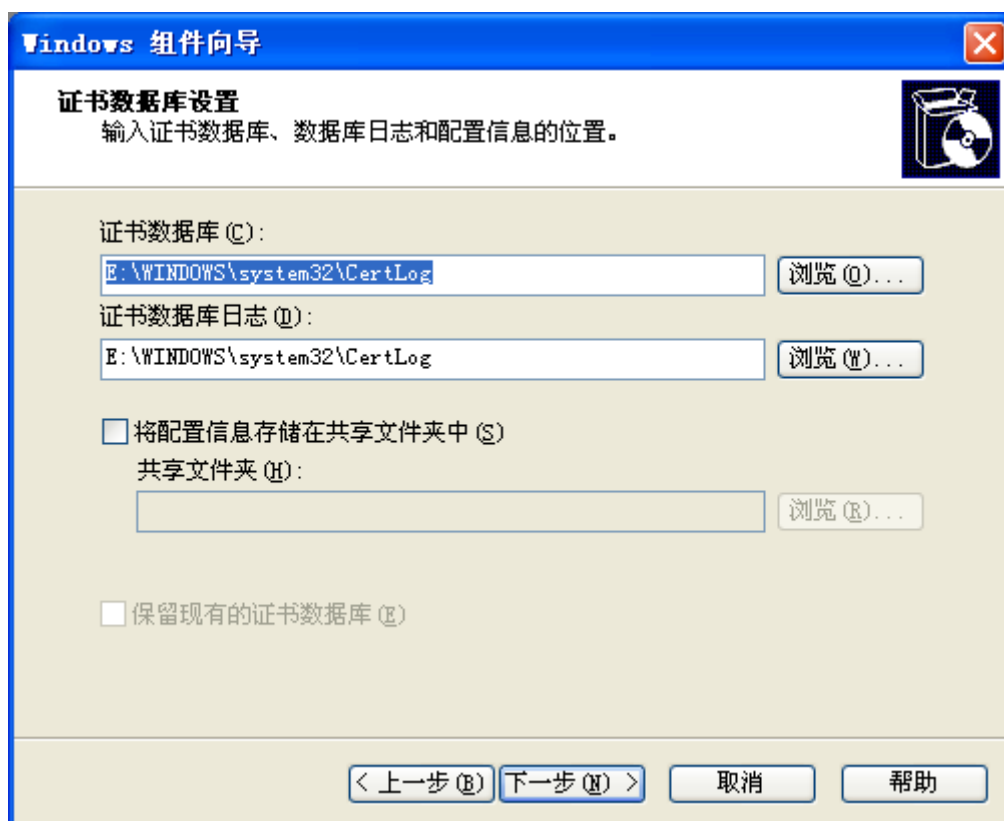 Windows 组件向导
证书数据库设置
输入证书数据库、数据库日志和配置信息的位置。
证书数据库(C):
E:\WINDOWS\system32\CertLog
浏览(O)...
证书数据库日志(D):
E:\WINDOWS\system32\CertLog
浏览(W)...
将配置信息存储在共享文件夹中(S)
共享文件夹(H):
浏览(R)...
保留现有的证书数据库(E)
< 上一步(B) 下一步(N) > 取消 帮助